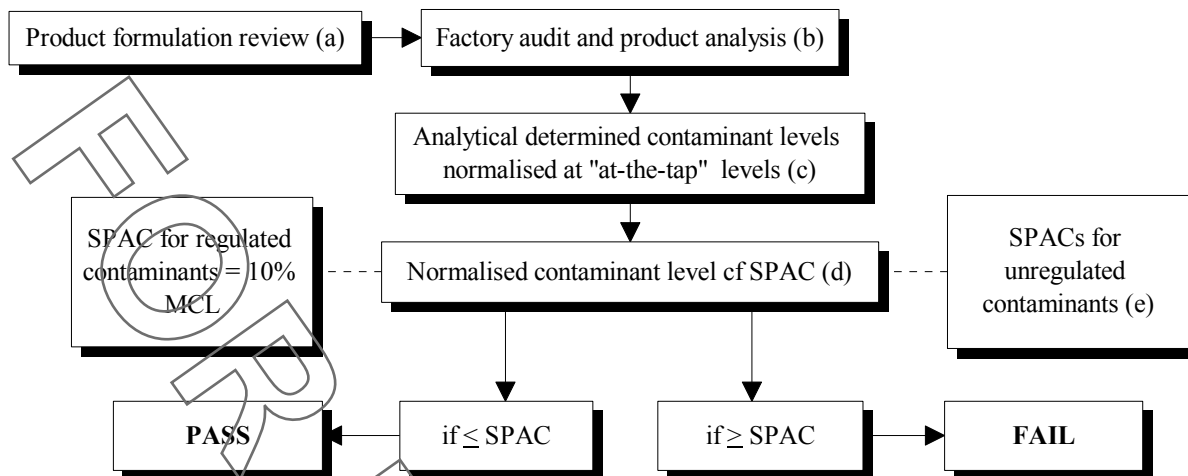 Product formulation review (a)
Factory audit and product analysis (b)
Analytical determined contaminant levels
normalised at "at-the-tap" levels (c)
SPAC for regulated
contaminants = 10%
MCL
Normalised contaminant level cf SPAC (d)
SPACs for
unregulated
contaminants (e)
PASS
if ≤ SPAC
if ≥ SPAC
FAIL
FOR